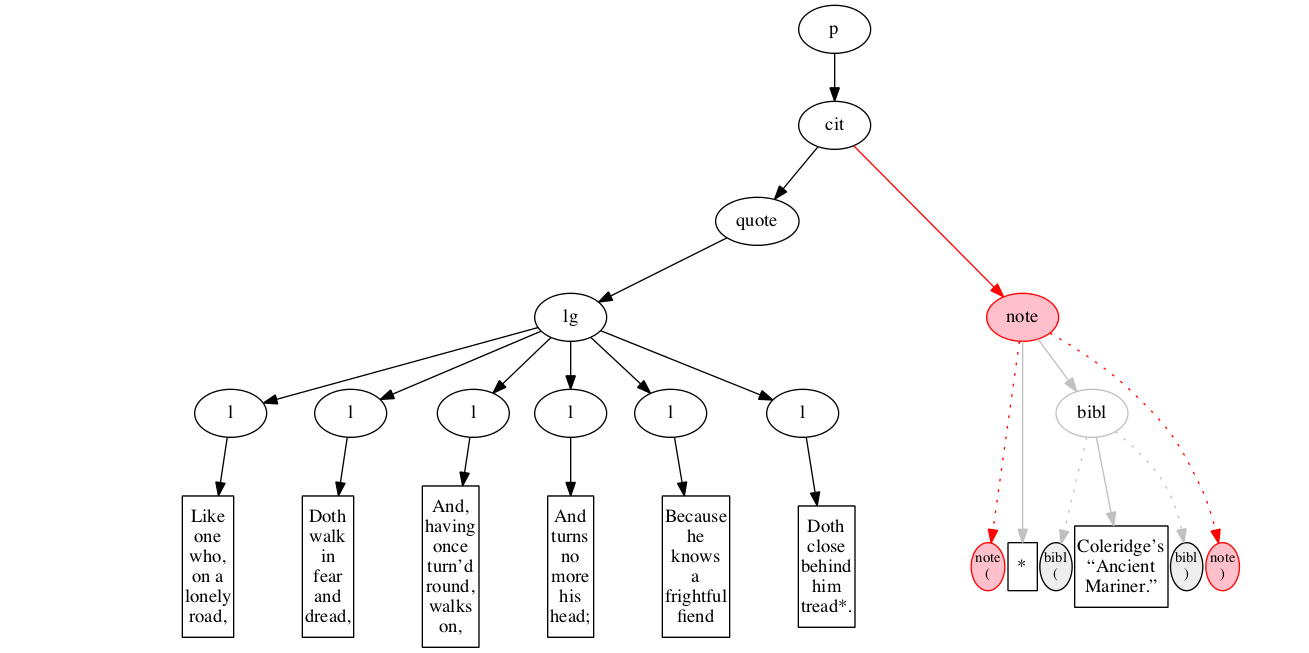 p
cit
quote
lg
note
l
l
l
l
l
l
bibl
Like
one
who,
on a
lonely
road,
Doth
walk
in
fear
and
dread,
And,
having
once
turn’d
round,
walks
on,
And
turns
no
more
his
head;
Because
he
knows
a
frightful
fiend
Doth
close
behind
him
tread*.
note
(
*
bibl
(
Coleridge’s
“Ancient
Mariner.”
bibl
)
note
)